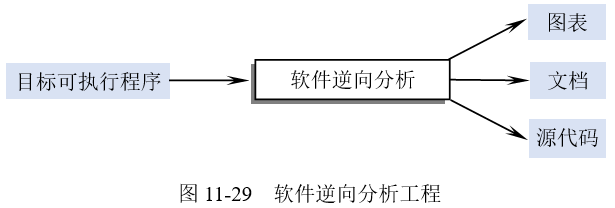 图表
目标可执行程序
软件逆向分析
文档
源代码
图 11-29 软件逆向分析工程